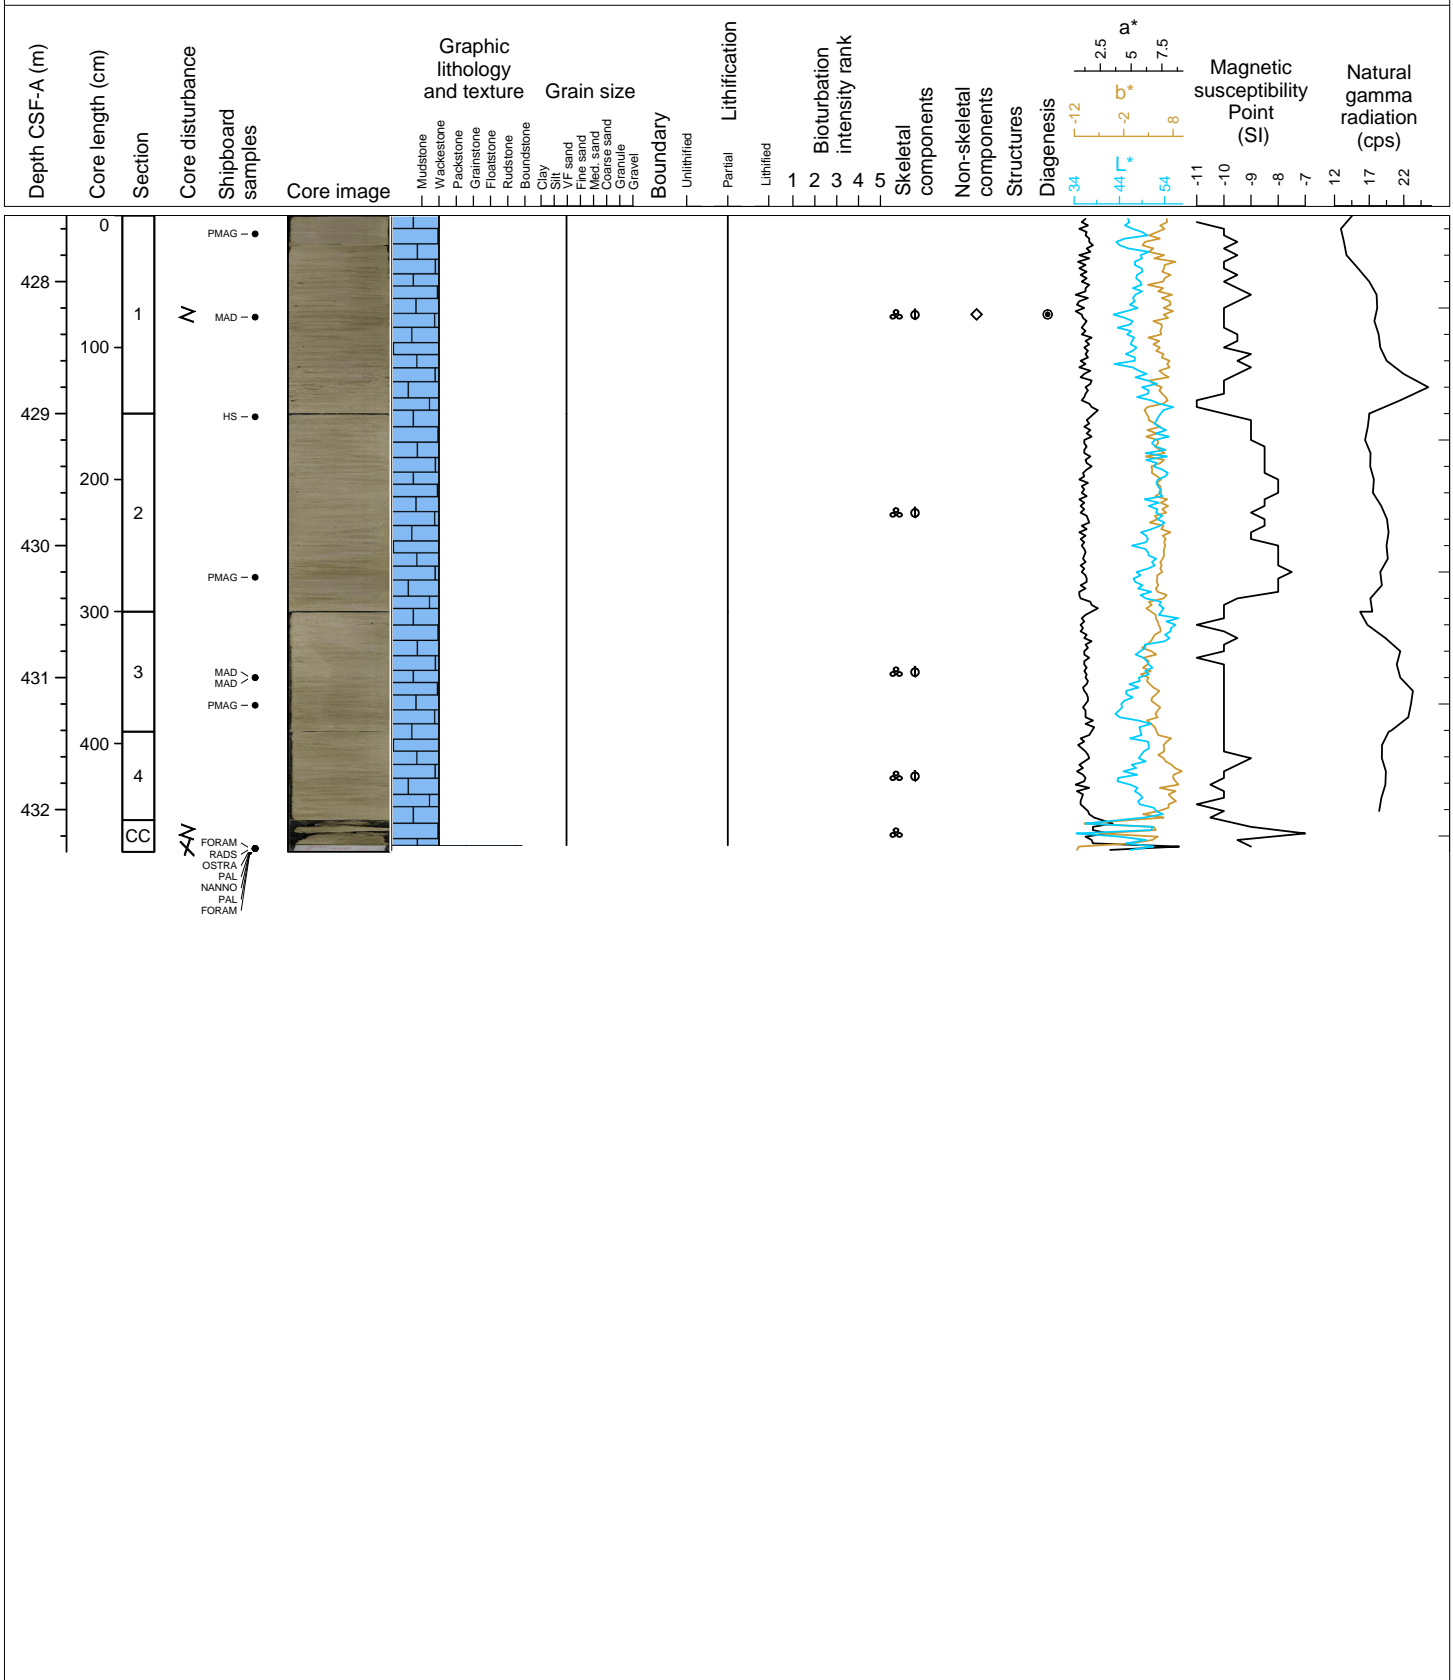 Depth CSF-A (m)
Core length (cm)
Section
Core disturbance
Shipboard
samples
Core image
Graphic
lithology
and texture
Mudstone
Wackestone
Packstone
Grainstone
Floatstone
Rudstone
Boundstone
Grain size
Clay
Silt
VF sand
Fine sand
Med. sand
Coarse sand
Granule
Gravel
Boundary
Lithification
Unlithified
Partial
Lithified
Bioturbation
intensity rank
1 2 3 4 5
Skeletal
components
Non-skeletal
components
Structures
Diagenesis
a*
2.5 5 7.5
b*
-12 -2 8
L*
34 44 54
Magnetic
susceptibility
Point
(SI)
-11 -10 -9 -8 -7
Natural
gamma
radiation
(cps)
12 17 22
428
429
430
431
432
0
100
200
300
400
1
2
3
4
CC
PMAG
MAD
HS
PMAG
MAD
MAD
PMAG
FORAM
RADS
OSTRA
PAL
NANNO
PAL
FORAM